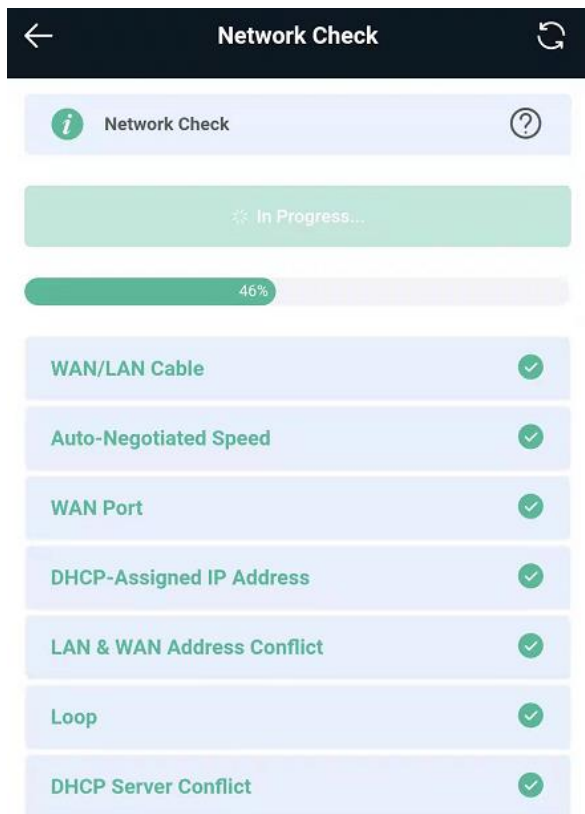 Network Check
Network Check
In Progress...
46%
WAN/LAN Cable
Auto-Negotiated Speed
WAN Port
DHCP-Assigned IP Address
LAN & WAN Address Conflict
Loop
DHCP Server Conflict